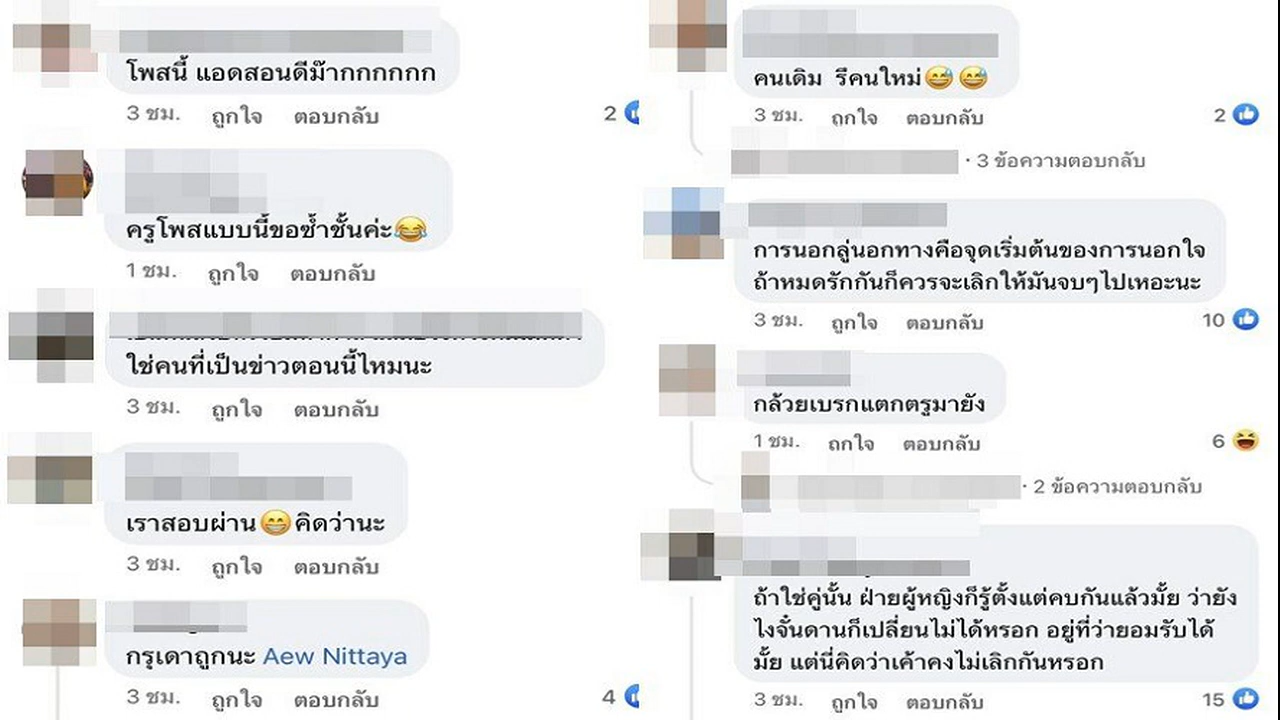 โพสนี้ แอดสอนดีม๊ากกกกกก
3 ชม. ถูกใจ ตอบกลับ 2
ครูโพสแบบนี้ขอซ้ำชั้นค่ะ😂
1 ชม. ถูกใจ ตอบกลับ
ใช่คนที่เป็นข่าวตอนนี้ไหมนะ
3 ชม. ถูกใจ ตอบกลับ
เราสอบผ่าน😁คิดว่านะ
3 ชม. ถูกใจ ตอบกลับ
กรุเดาถูกนะ Aew Nittaya
3 ชม. ถูกใจ ตอบกลับ 4
คนเดิม รึคนใหม่😅😅
3 ชม. ถูกใจ ตอบกลับ 2
· 3 ข้อความตอบกลับ
การนอกลู่นอกทางคือจุดเริ่มต้นของการนอกใจ
ถ้าหมดรักกันก็ควรจะเลิกให้มันจบๆไปเหอะนะ
3 ชม. ถูกใจ ตอบกลับ 10
กล้วยเบรกแตกตรูมายัง
1 ชม. ถูกใจ ตอบกลับ 6
· 2 ข้อความตอบกลับ
ถ้าใช่คู่นั้น ฝ่ายผู้หญิงก็รู้ตั้งแต่คบกันแล้วมั้ย ว่ายัง
ไงจั๋นดานก็เปลี่ยนไม่ได้หรอก อยู่ที่ว่ายอมรับได้
มั้ย แต่นี่คิดว่าเค้าคงไม่เลิกกันหรอก
3 ชม. ถูกใจ ตอบกลับ 15